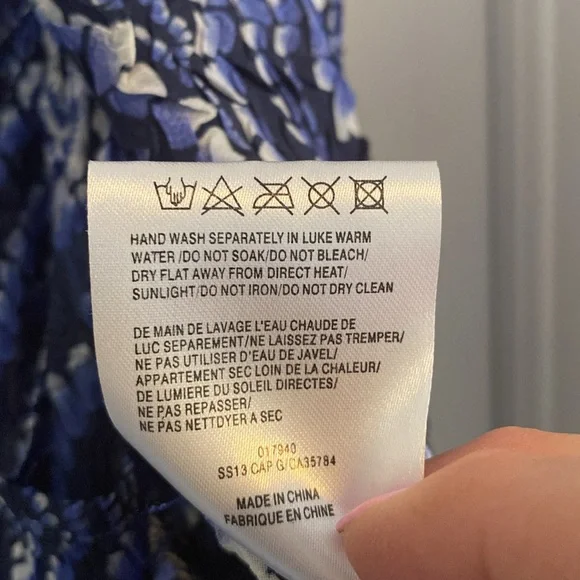 HAND WASH SEPARATELY IN LUKE WARM
WATER/DO NOT SOAK/DO NOT BLEACH/
DRY FLAT AWAY FROM DIRECT HEAT/
SUNLIGHT/DO NOT IRON/DO NOT DRY CLEAN
DE MAIN DE LAVAGE L'EAU CHAUDE DE
LUC SEPAREMENT/NE LAISSEZ PAS TREMPER/
NE PAS UTILISER D'EAU DE JAVEL/
APPARTEMENT SEC LOIN DE LA CHALEUR/
DE LUMIERE DU SOLEIL DIRECTES/
NE PAS REPASSER/
NE PAS NETTDYER A SEC
017940
SS13 CAP G/CA35784
MADE IN CHINA
FABRIQUE EN CHINE